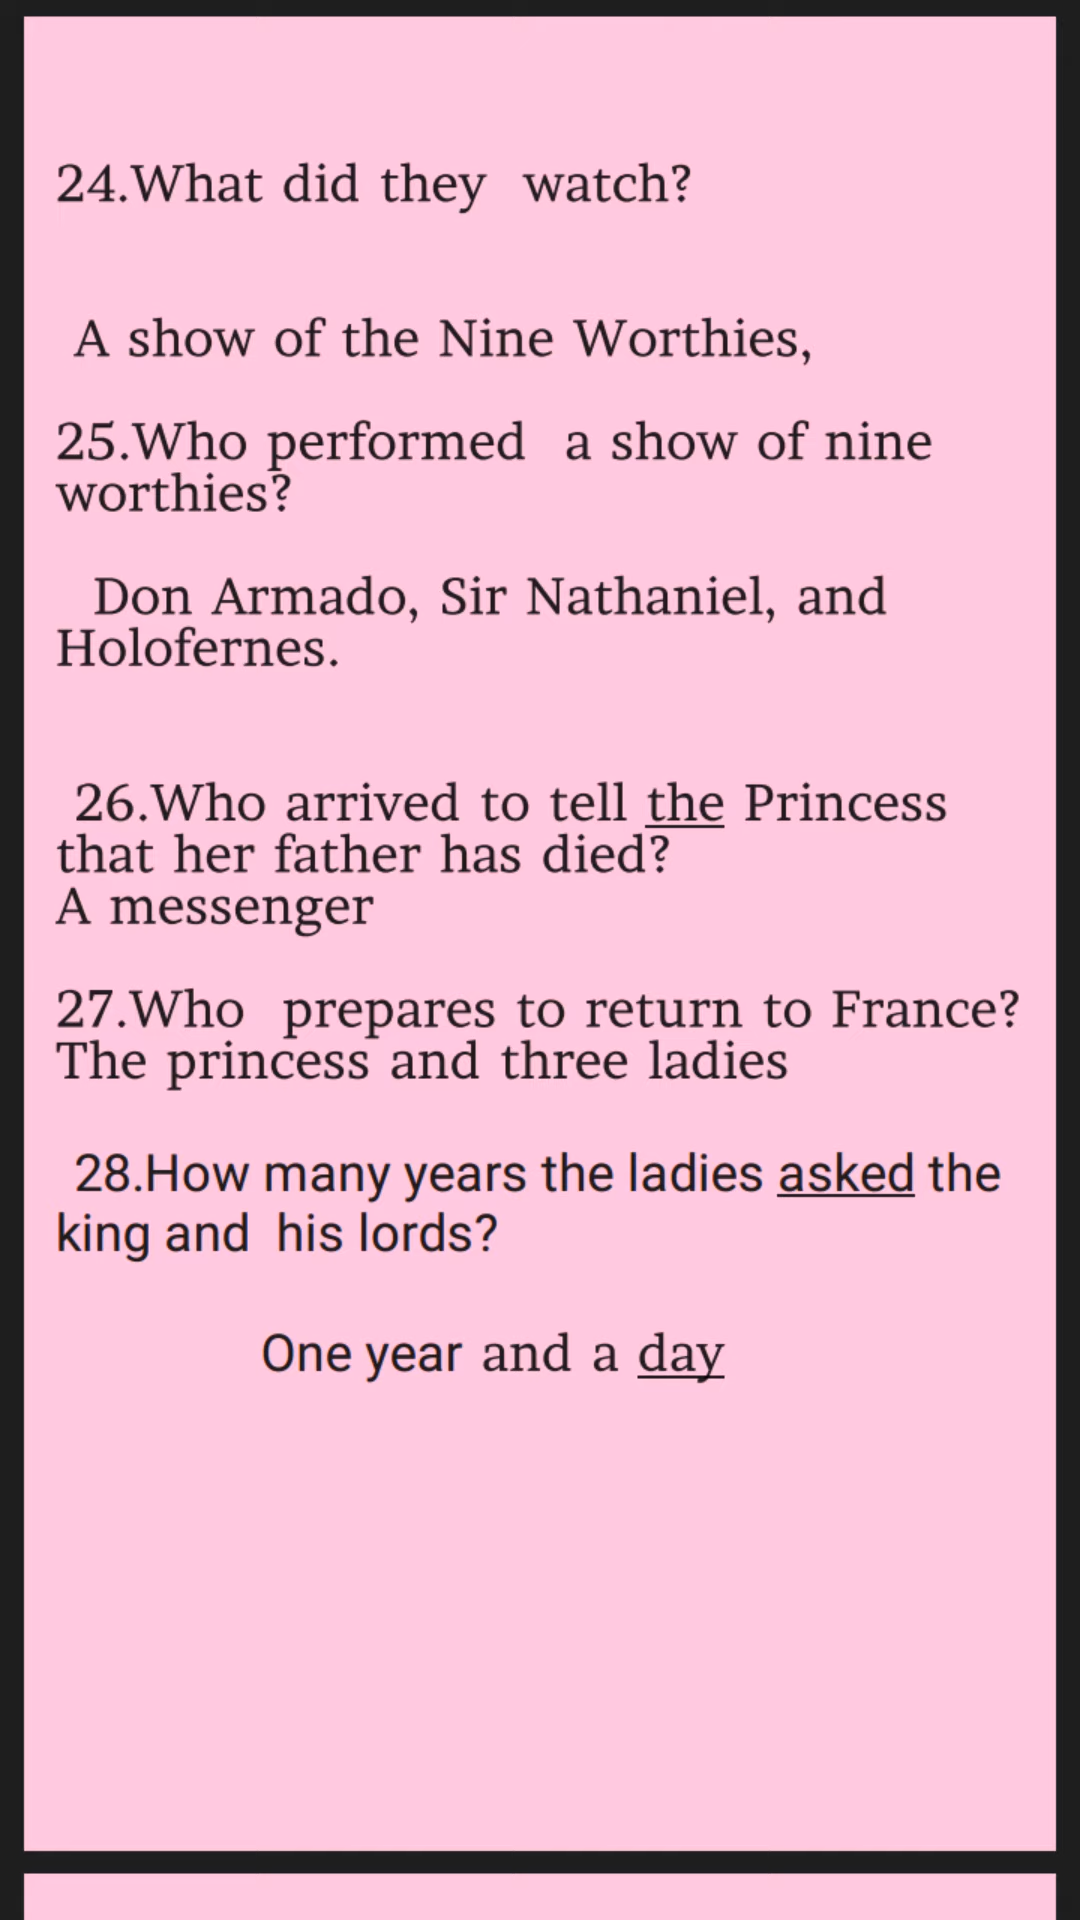 24.What did they watch?
A show of the Nine Worthies,
25.Who performed a show of nine
worthies?
Don Armado, Sir Nathaniel, and
Holofernes.
26.Who arrived to tell the Princess
that her father has died?
A messenger
27.Who prepares to return to France?
The princess and three ladies
28.How many years the ladies asked the
king and his lords?
One year and a day